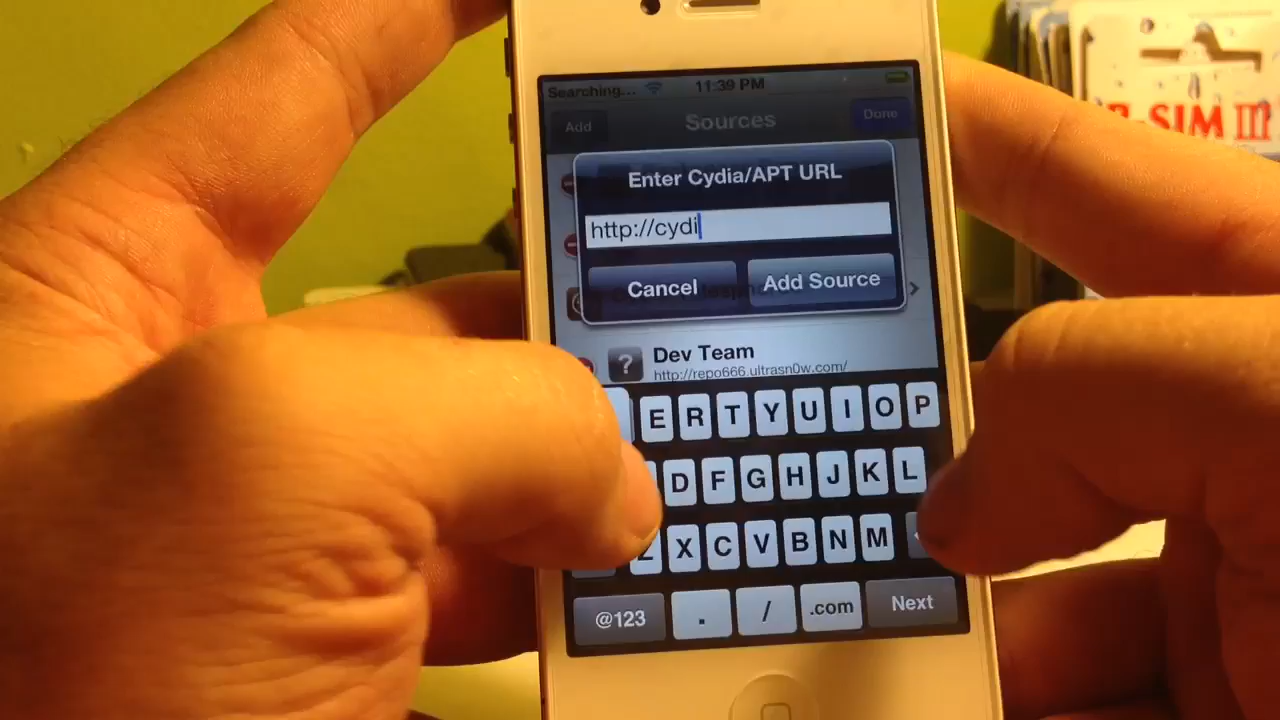 Searching... 11:39 PM
Add Sources Done
Enter Cydia/APT URL
http://cydi
Cancel Add Source
Dev Team
http://repo666.ultrasn0w.com/
E R T Y U I O P
D F G H J K L
Z X C V B N M
@123 . / .com Next
-SIM III